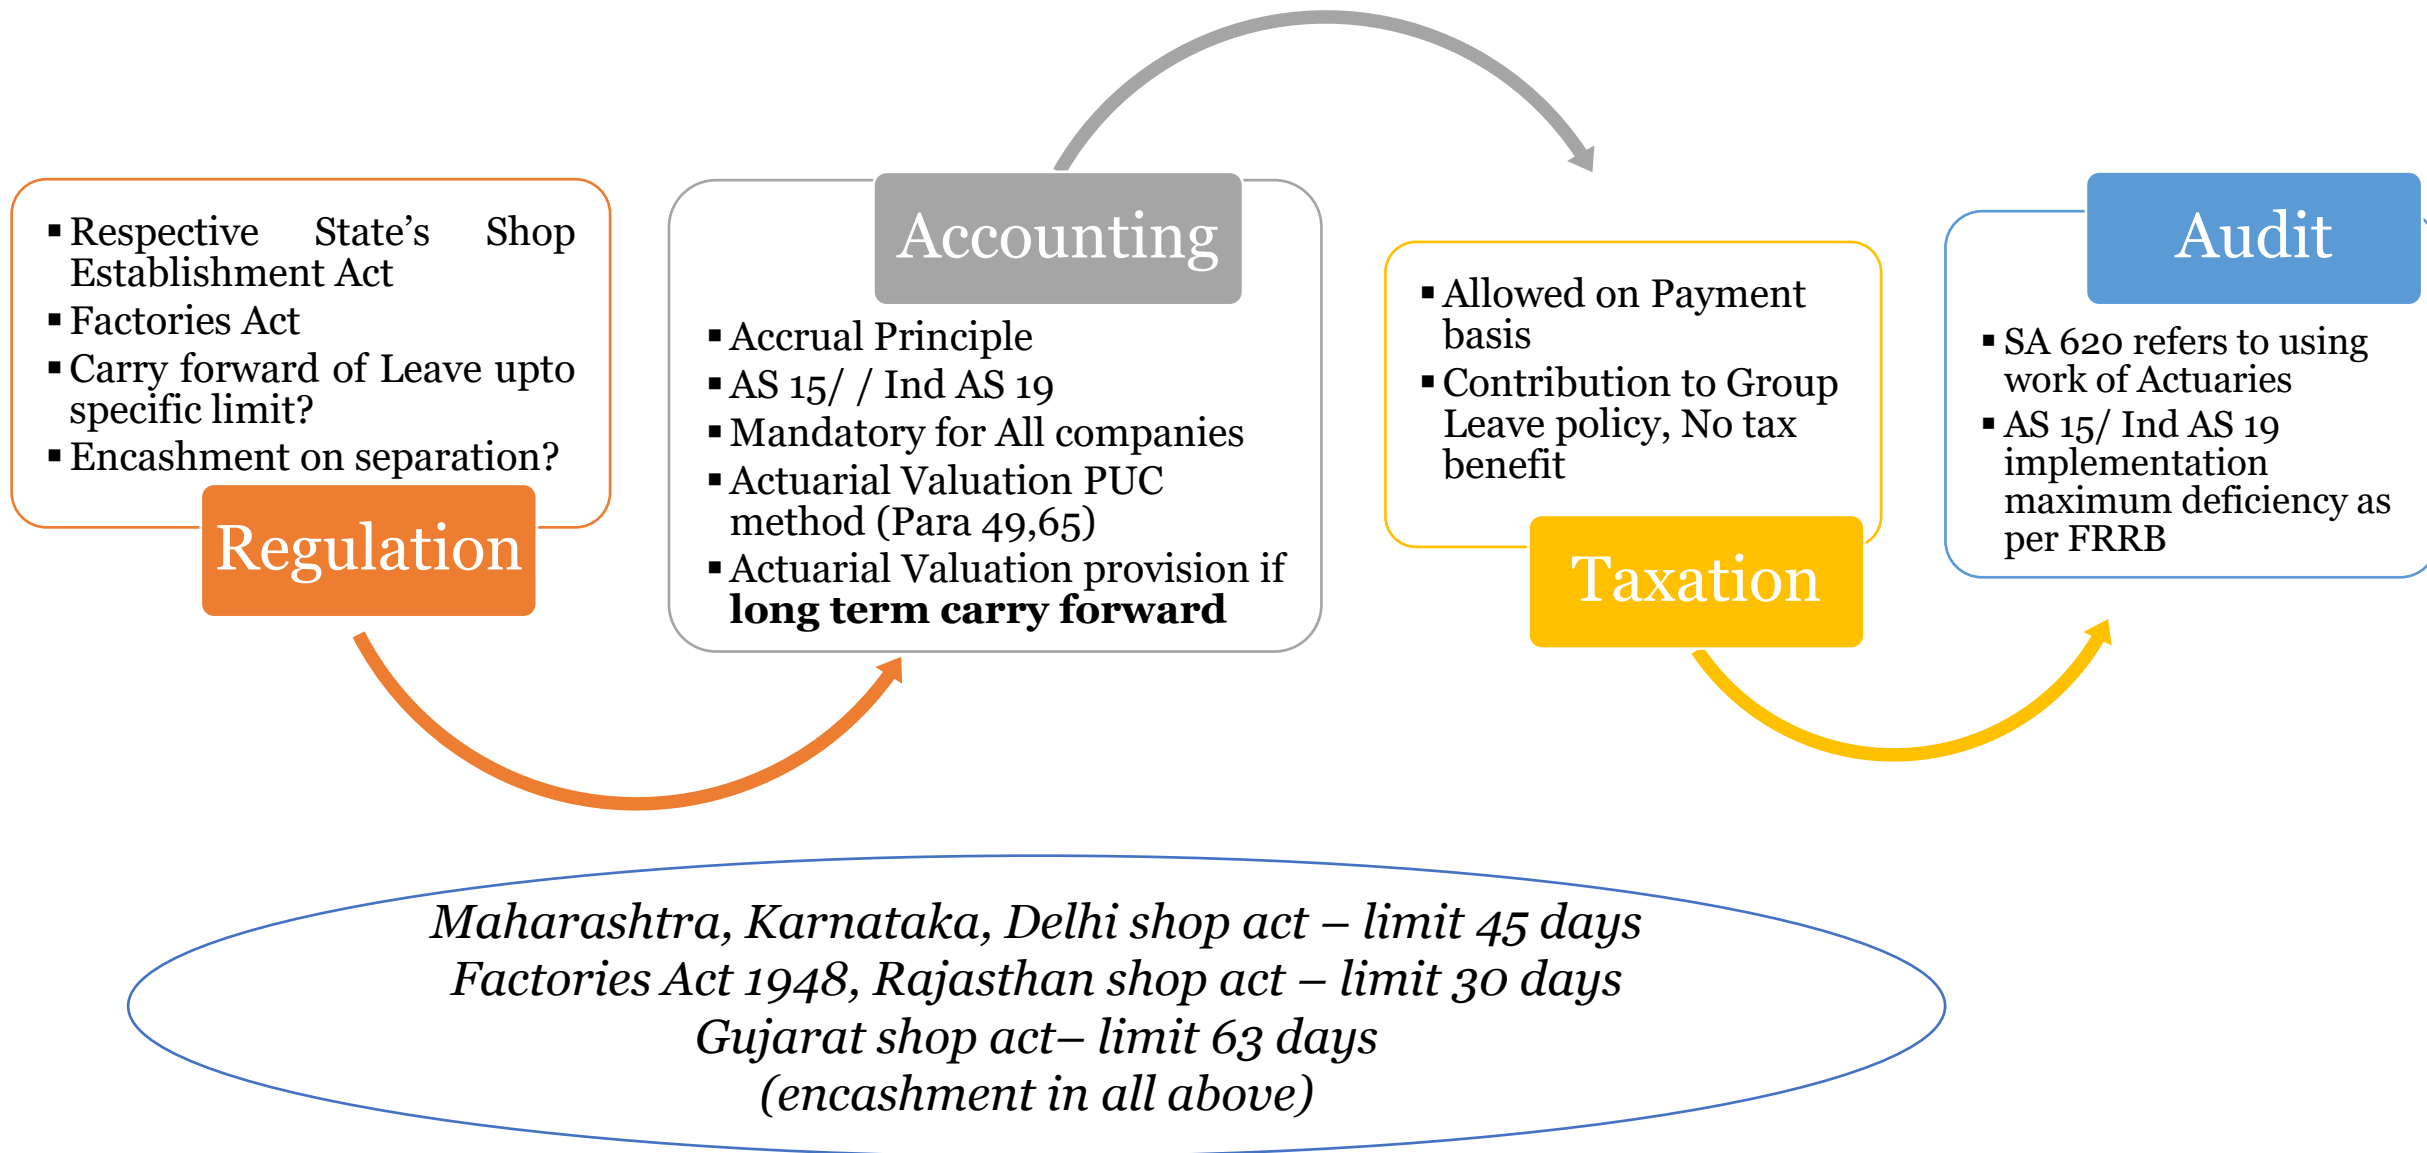 ▪ Respective State’s Shop
Establishment Act
▪ Factories Act
▪ Carry forward of Leave upto
specific limit?
▪ Encashment on separation?
Regulation
Accounting
▪ Accrual Principle
▪ AS 15/ / Ind AS 19
▪ Mandatory for All companies
▪ Actuarial Valuation PUC
method (Para 49,65)
▪ Actuarial Valuation provision if
long term carry forward
▪ Allowed on Payment
basis
▪ Contribution to Group
Leave policy, No tax
benefit
Taxation
Audit
▪ SA 620 refers to using
work of Actuaries
▪ AS 15/ Ind AS 19
implementation
maximum deficiency as
per FRRB
Maharashtra, Karnataka, Delhi shop act – limit 45 days
Factories Act 1948, Rajasthan shop act – limit 30 days
Gujarat shop act– limit 63 days
(encashment in all above)